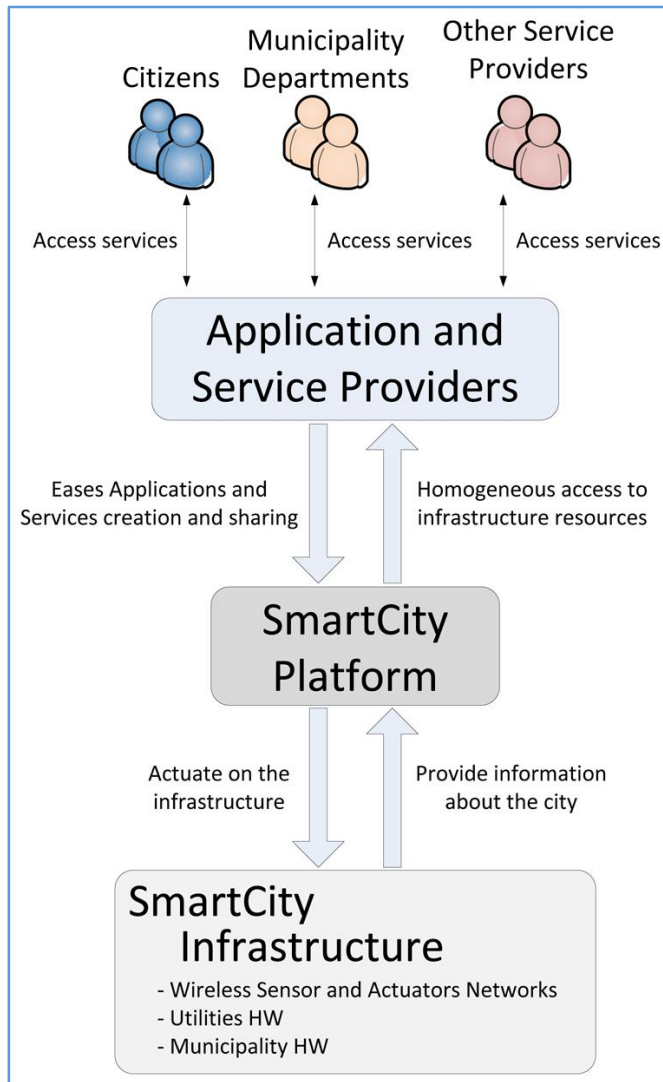 Citizens
Municipality
Departments
Other Service
Providers
Access services
Access services
Access services
Application and
Service Providers
Eases Applications and
Services creation and sharing
Homogeneous access to
infrastructure resources
SmartCity
Platform
Actuate on the
infrastructure
Provide information
about the city
SmartCity
Infrastructure
- Wireless Sensor and Actuators Networks
- Utilities HW
- Municipality HW